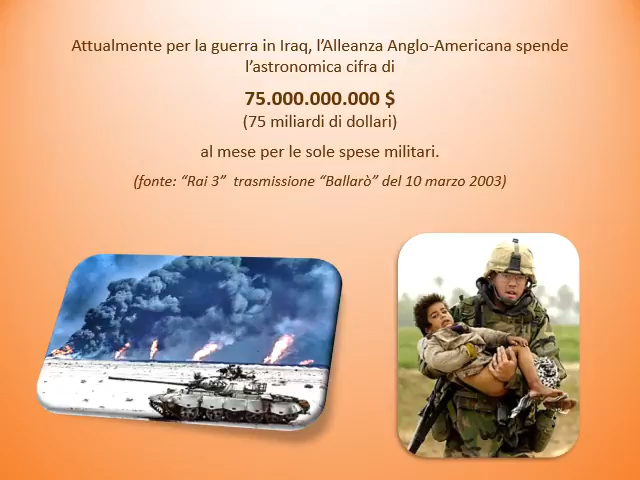 Attualmente per la guerra in Iraq, l’Alleanza Anglo-Americana spende
l’astronomica cifra di
75.000.000.000 $
(75 miliardi di dollari)
al mese per le sole spese militari.
(fonte: “Rai 3”  trasmissione “Ballarò” del 10 marzo 2003)